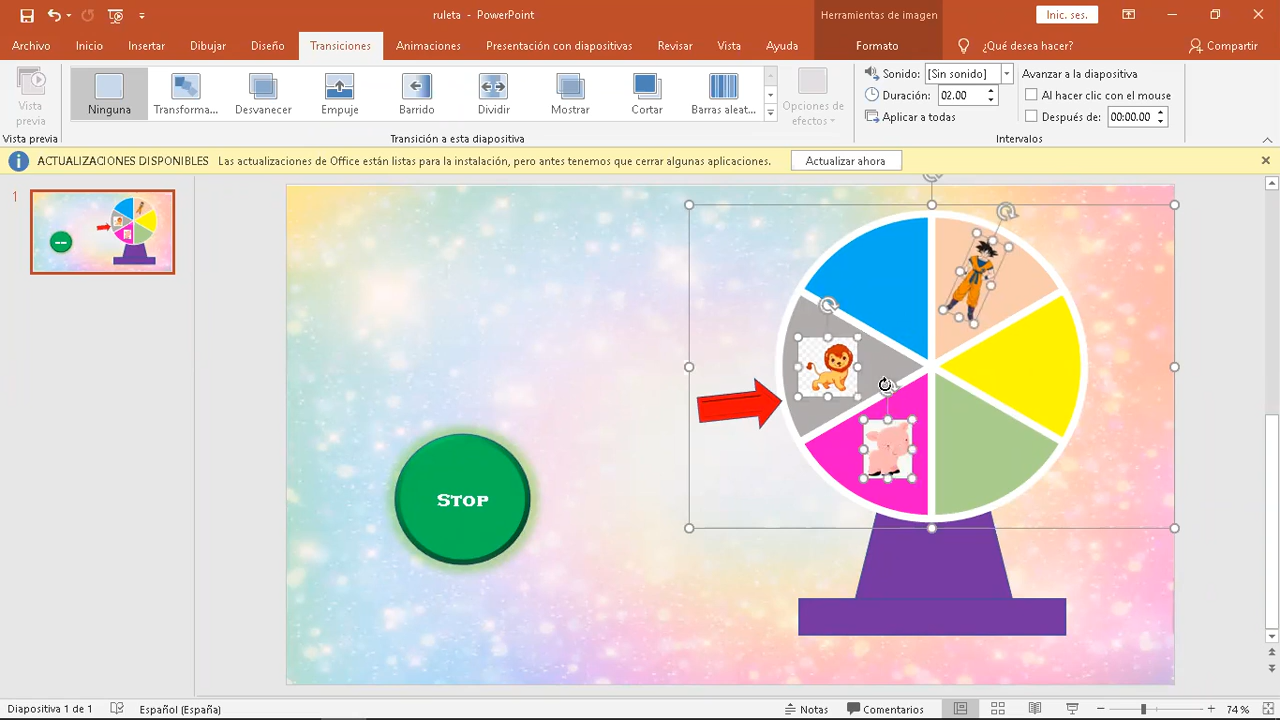 ruleta - PowerPoint
Herramientas de imagen
Inic. ses.
Archivo
Inicio
Insertar
Dibujar
Diseño
Transiciones
Animaciones
Presentación con diapositivas
Revisar
Vista
Ayuda
Formato
¿Qué desea hacer?
Compartir
Vista previa
Ninguna
Transforma...
Desvanecer
Empuje
Barrido
Dividir
Mostrar
Cortar
Barras aleat...
Opciones de efectos
Sonido: [Sin sonido]
Duración: 02.00
Aplicar a todas
Avanzar a la diapositiva
Al hacer clic con el mouse
Después de: 00:00.00
Vista previa
Transición a esta diapositiva
Intervalos
ACTUALIZACIONES DISPONIBLES Las actualizaciones de Office están listas para la instalación, pero antes tenemos que cerrar algunas aplicaciones.
Actualizar ahora
1
STOP
Diapositiva 1 de 1
Español (España)
Notas
Comentarios
74 %